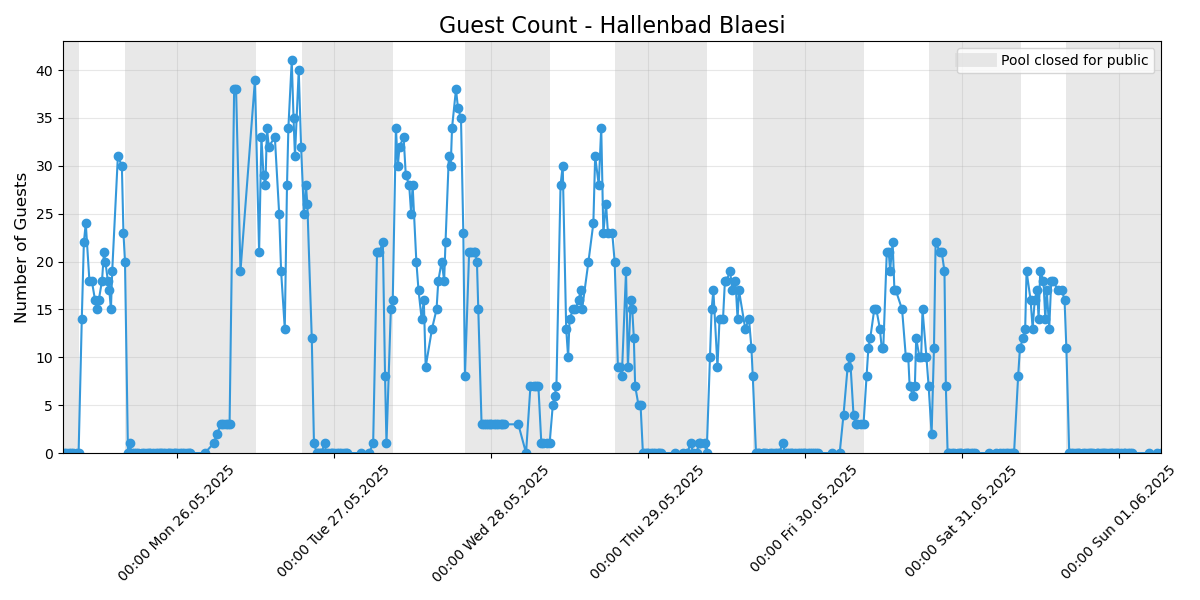 Guest Count - Hallenbad Blaesi
Pool closed for public
Number of Guests
40
35
30
25
20
15
10
5
0
00:00 Mon 26.05.2025
00:00 Tue 27.05.2025
00:00 Wed 28.05.2025
00:00 Thu 29.05.2025
00:00 Fri 30.05.2025
00:00 Sat 31.05.2025
00:00 Sun 01.06.2025